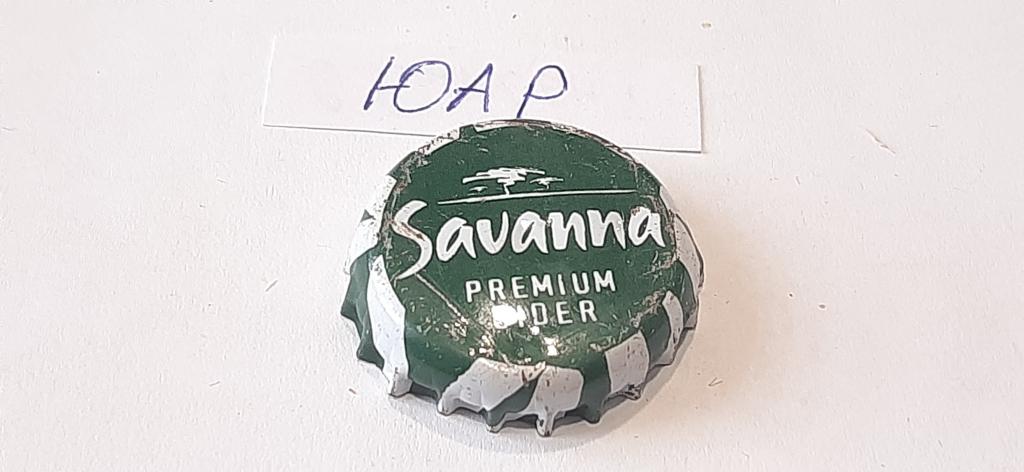 ЮАР
Savanna
PREMIUM
CIDER